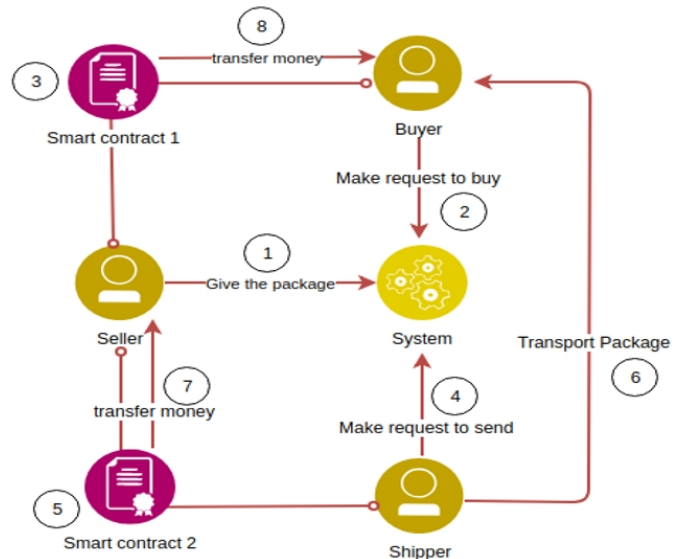 8
transfer money
3
Smart contract 1
Buyer
Make request to buy
2
1
Give the package
Seller
System
Transport Package
6
7
transfer money
4
Make request to send
5
Smart contract 2
Shipper